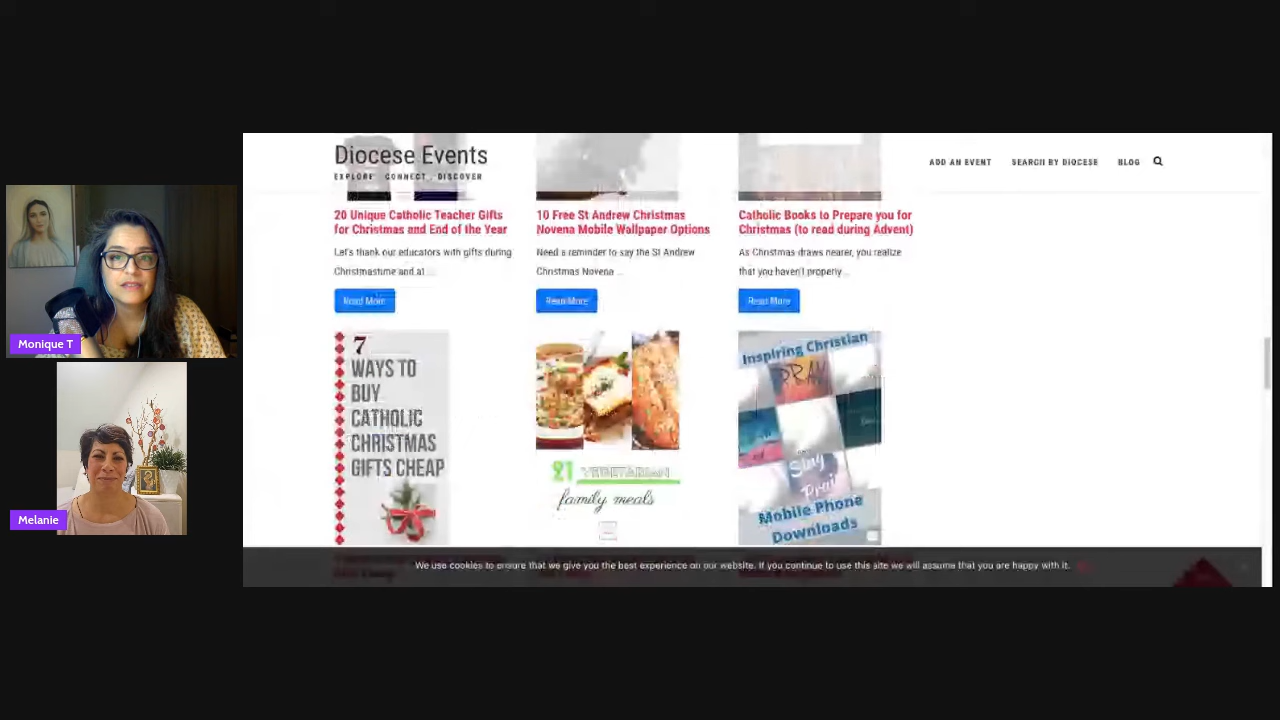 Monique T
Melanie
Diocese Events
EXPLORE . CONNECT . DISCOVER
ADD AN EVENT
SEARCH BY DIOCESE
BLOG
20 Unique Catholic Teacher Gifts
for Christmas and End of the Year
Let's thank our educators with gifts during
Christmastime and at ...
Read More
10 Free St Andrew Christmas
Novena Mobile Wallpaper Options
Need a reminder to say the St Andrew
Christmas Novena ...
Read More
Catholic Books to Prepare you for
Christmas (to read during Advent)
As Christmas draws nearer, you realize
that you haven't properly ...
Read More
7
WAYS TO
BUY
CATHOLIC
CHRISTMAS
GIFTS CHEAP
21 VEGETARIAN
family meals
Inspiring Christian
PRAY
Sing
Pray
Mobile Phone
Downloads
We use cookies to ensure that we give you the best experience on our website. If you continue to use this site we will assume that you are happy with it.